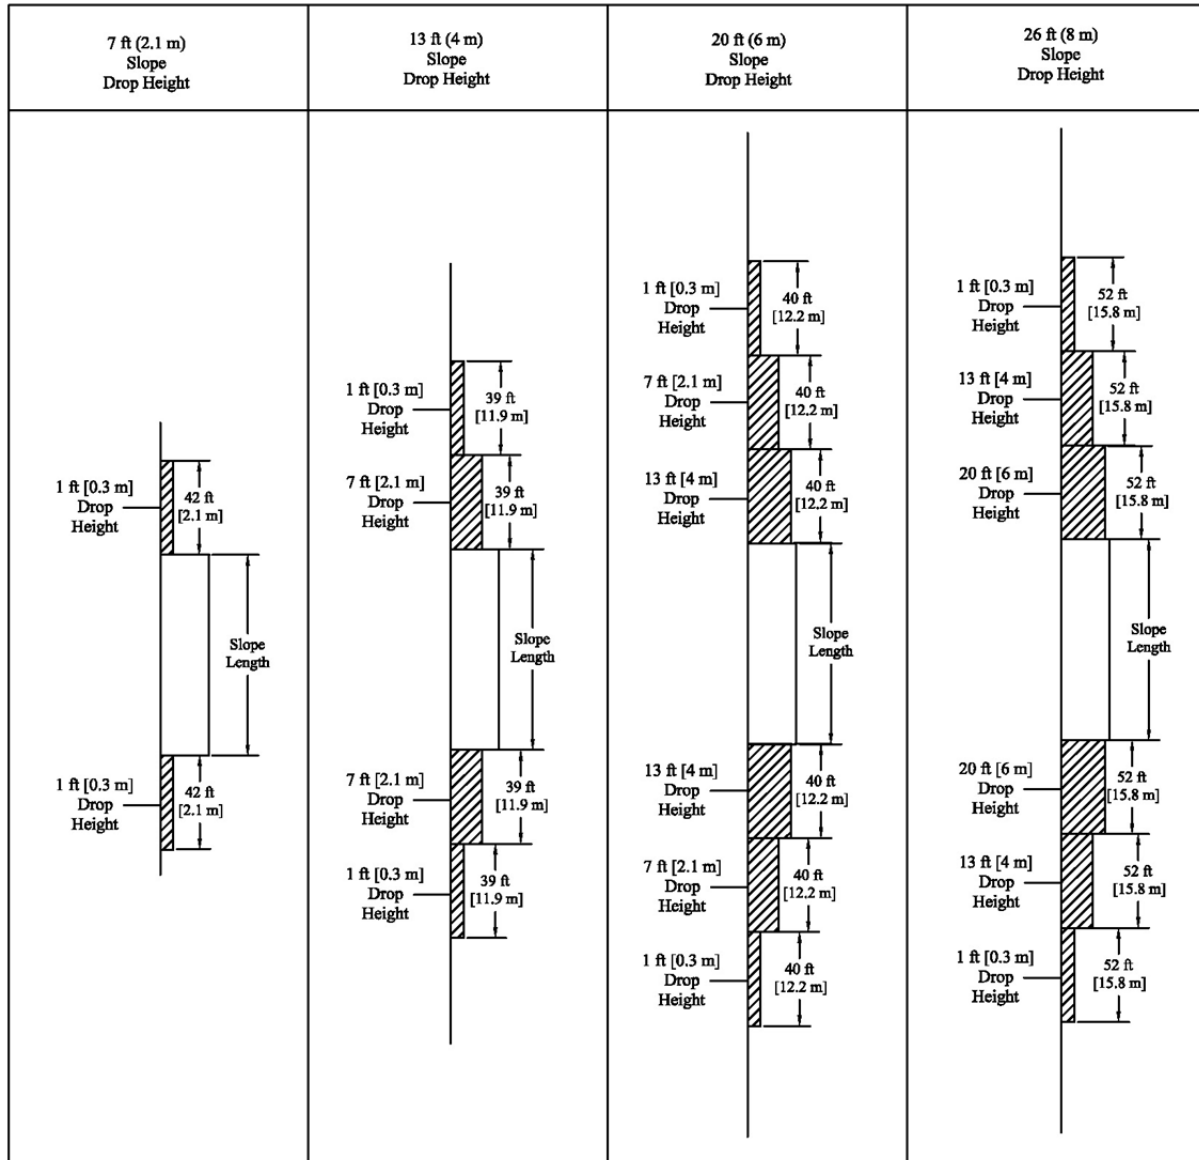 7 ft (2.1 m)
Slope
Drop Height
13 ft (4 m)
Slope
Drop Height
20 ft (6 m)
Slope
Drop Height
26 ft (8 m)
Slope
Drop Height
1 ft [0.3 m]
Drop
Height
42 ft
[2.1 m]
Slope
Length
1 ft [0.3 m]
Drop
Height
42 ft
[2.1 m]
1 ft [0.3 m]
Drop
Height
39 ft
[11.9 m]
7 ft [2.1 m]
Drop
Height
39 ft
[11.9 m]
Slope
Length
7 ft [2.1 m]
Drop
Height
39 ft
[11.9 m]
1 ft [0.3 m]
Drop
Height
39 ft
[11.9 m]
1 ft [0.3 m]
Drop
Height
40 ft
[12.2 m]
7 ft [2.1 m]
Drop
Height
40 ft
[12.2 m]
13 ft [4 m]
Drop
Height
40 ft
[12.2 m]
Slope
Length
13 ft [4 m]
Drop
Height
40 ft
[12.2 m]
7 ft [2.1 m]
Drop
Height
40 ft
[12.2 m]
1 ft [0.3 m]
Drop
Height
40 ft
[12.2 m]
1 ft [0.3 m]
Drop
Height
52 ft
[15.8 m]
13 ft [4 m]
Drop
Height
52 ft
[15.8 m]
20 ft [6 m]
Drop
Height
52 ft
[15.8 m]
Slope
Length
20 ft [6 m]
Drop
Height
52 ft
[15.8 m]
13 ft [4 m]
Drop
Height
52 ft
[15.8 m]
1 ft [0.3 m]
Drop
Height
52 ft
[15.8 m]